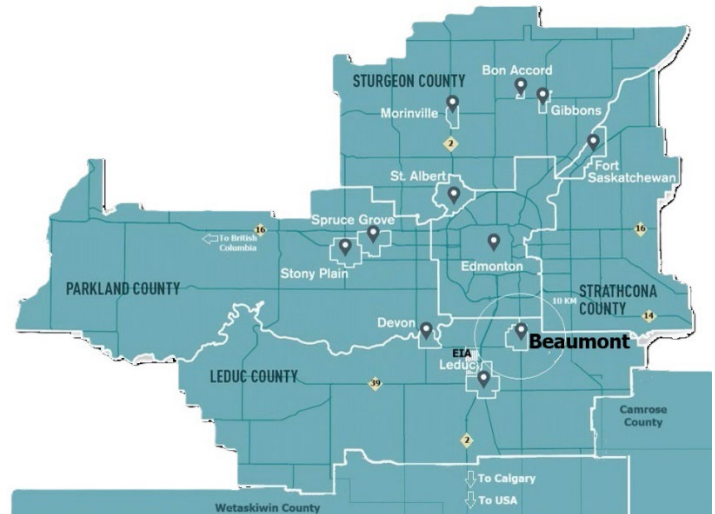 STURGEON COUNTY
Bon Accord
Morinville
Gibbons
2
Fort
Saskatchewan
St. Albert
Spruce Grove
16
To British
Columbia
16
Stony Plain
Edmonton
PARKLAND COUNTY
STRATHCONA
COUNTY
10 KM
14
Devon
Beaumont
EIA
Leduc
LEDUC COUNTY
39
Camrose
County
2
To Calgary
To USA
Wetaskiwin County